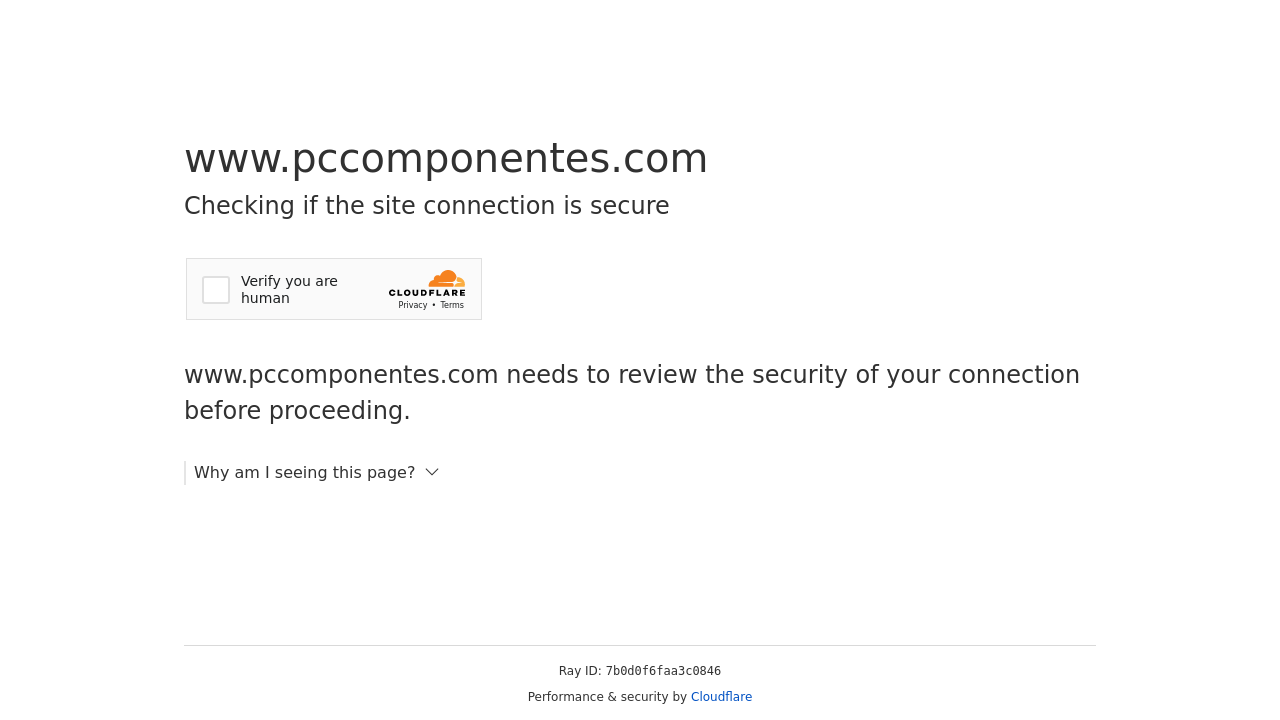 www.pccomponentes.com
Checking if the site connection is secure
Verify you are
human
CLOUDFLARE
Privacy • Terms
www.pccomponentes.com needs to review the security of your connection
before proceeding.
Why am I seeing this page?
Ray ID: 7b0d0f6faa3c0846
Performance & security by Cloudflare